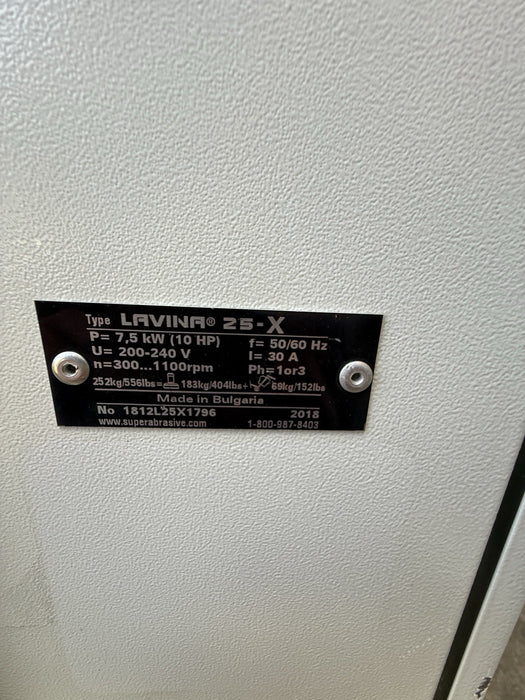 Type LAVINA® 25-X
P= 7,5 kW (10 HP) f= 50/60 Hz
U= 200-240 V I= 30 A
n=300...1100rpm Ph=1or3
252kg/556lbs= 183kg/404lbs+ 69kg/152lbs
Made in Bulgaria
No 1812L25X1796 2018
www.superabrasive.com 1-800-987-8403